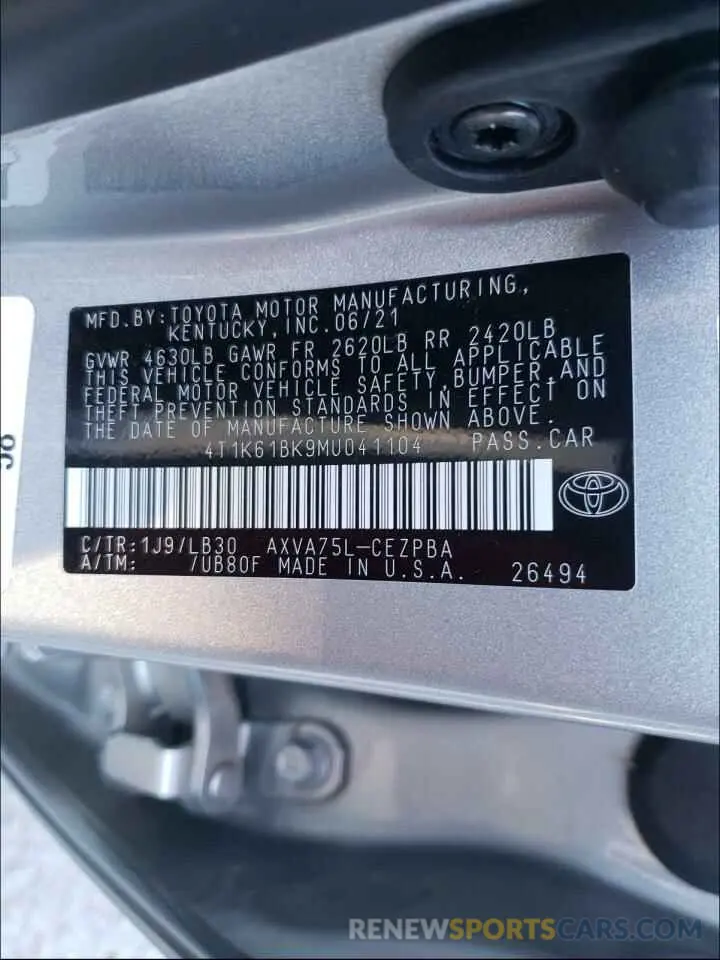 MFD.BY:TOYOTA MOTOR MANUFACTURING,
KENTUCKY,INC.06/21
GVWR 4630LB GAWR FR 2620LB RR 2420LB
THIS VEHICLE CONFORMS TO ALL APPLICABLE
FEDERAL MOTOR VEHICLE SAFETY,BUMPER,AND
THEFT PREVENTION STANDARDS IN EFFECT ON
THE DATE OF MANUFACTURE SHOWN ABOVE.
4T1K61BK9MU041104 PASS.CAR
C/TR:1J9/LB30 AXVA75L-CEZPBA
A/TM: /UB80F MADE IN U.S.A. 26494
RENEWSPORTSCARS.COM